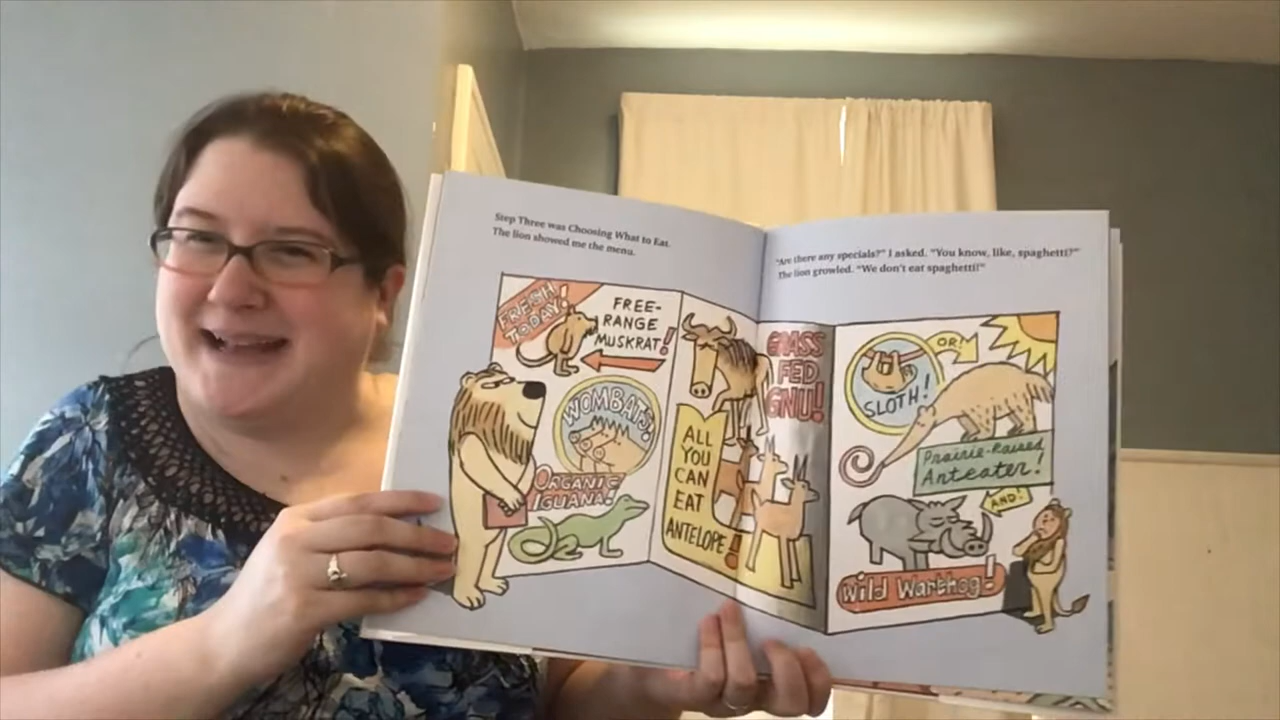 Step Three was Choosing What to Eat.
The lion showed me the menu.
FRESH
TODAY!
FREE-
RANGE
MUSKRAT!
WOMBATS!
ORGANIC
IGUANA!
ALL
YOU
CAN
EAT
ANTELOPE!
GRASS
FED
GNU!
"Are there any specials?" I asked. "You know, like, spaghetti?"
The lion growled. "We don't eat spaghetti!"
SLOTH!
OR!
Prairie-Raised
Anteater!
AND!
Wild Warthog!